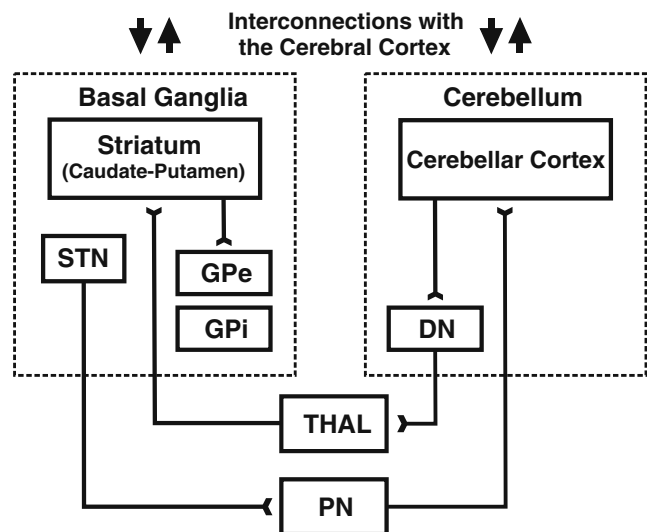 Interconnections with
the Cerebral Cortex
Basal Ganglia
Striatum
(Caudate-Putamen)
STN
GPe
GPi
Cerebellum
Cerebellar Cortex
DN
THAL
PN